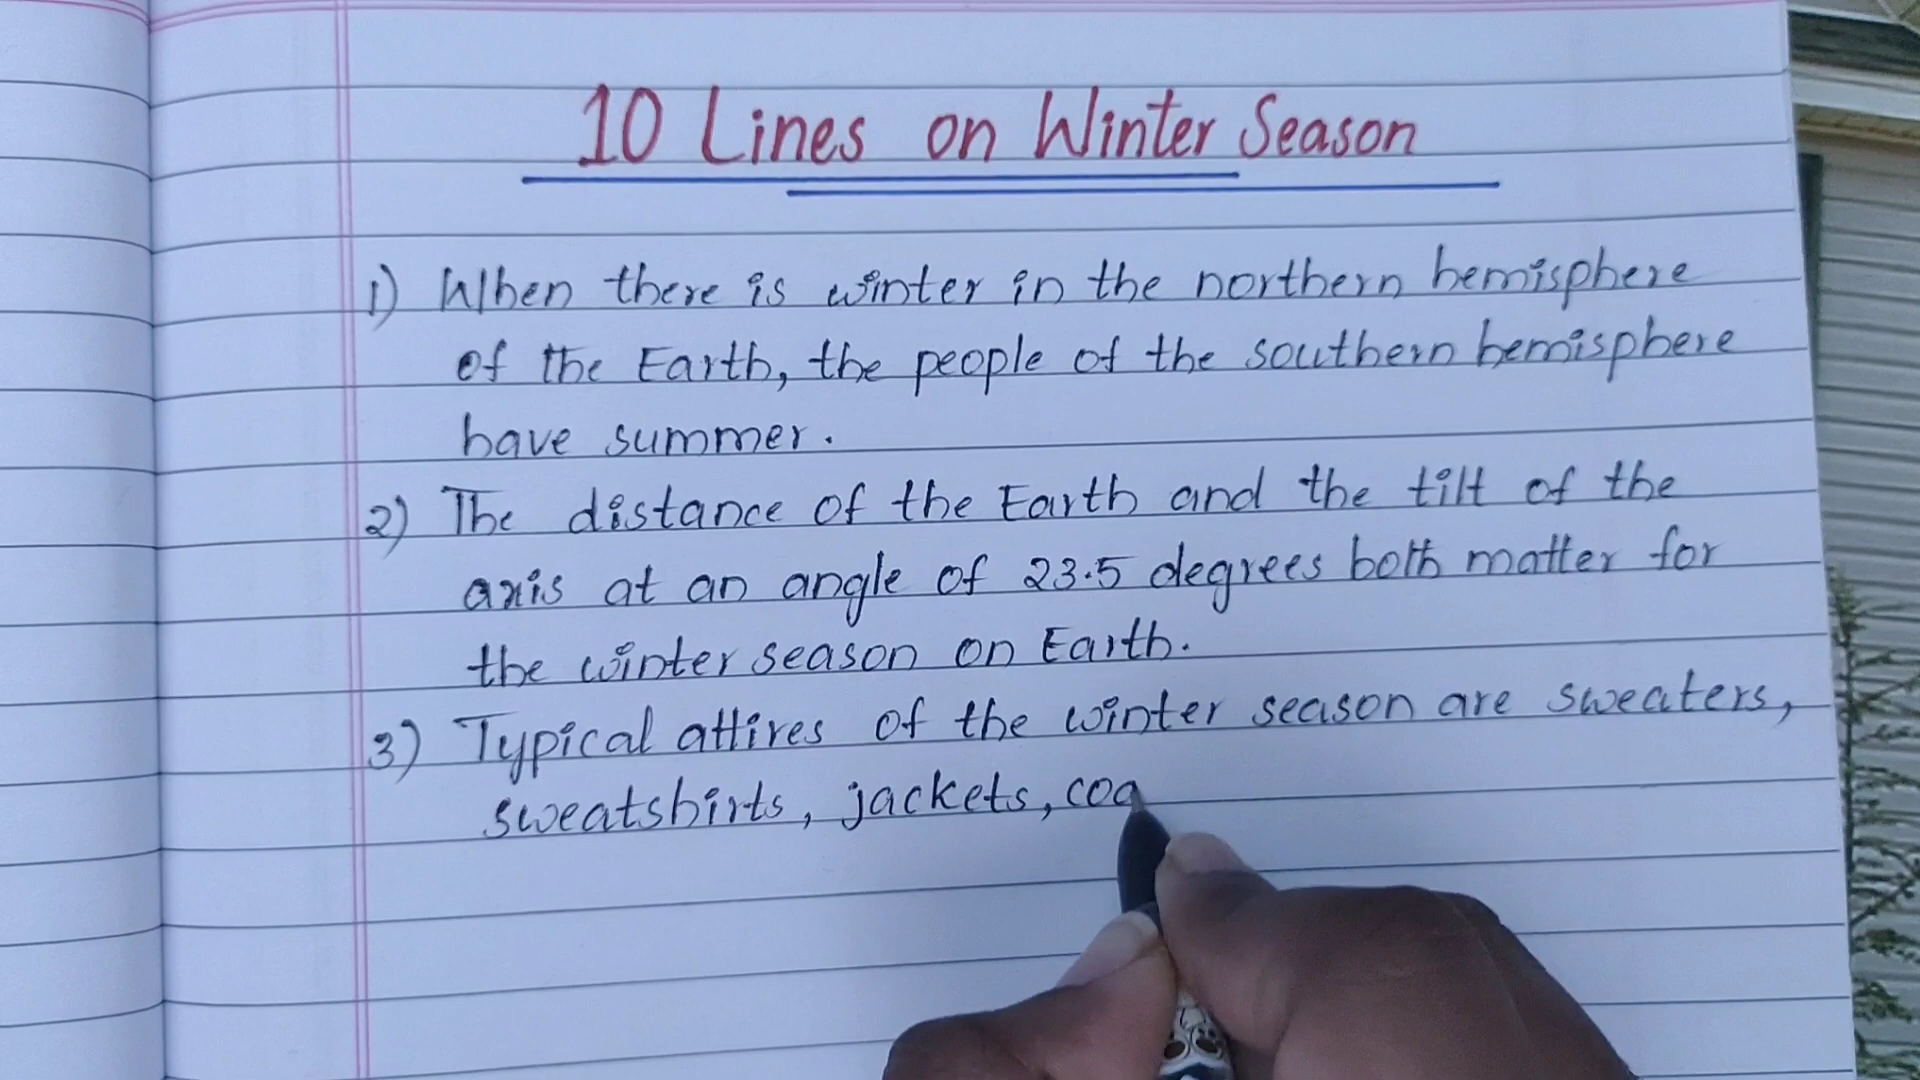 10 Lines on Winter Season
1) When there is winter in the northern hemisphere
of the Earth, the people of the southern hemisphere
have summer.
2) The distance of the Earth and the tilt of the
axis at an angle of 23.5 degrees both matter for
the winter season on Earth.
3) Typical attires of the winter season are sweaters,
sweatshirts, jackets, coa